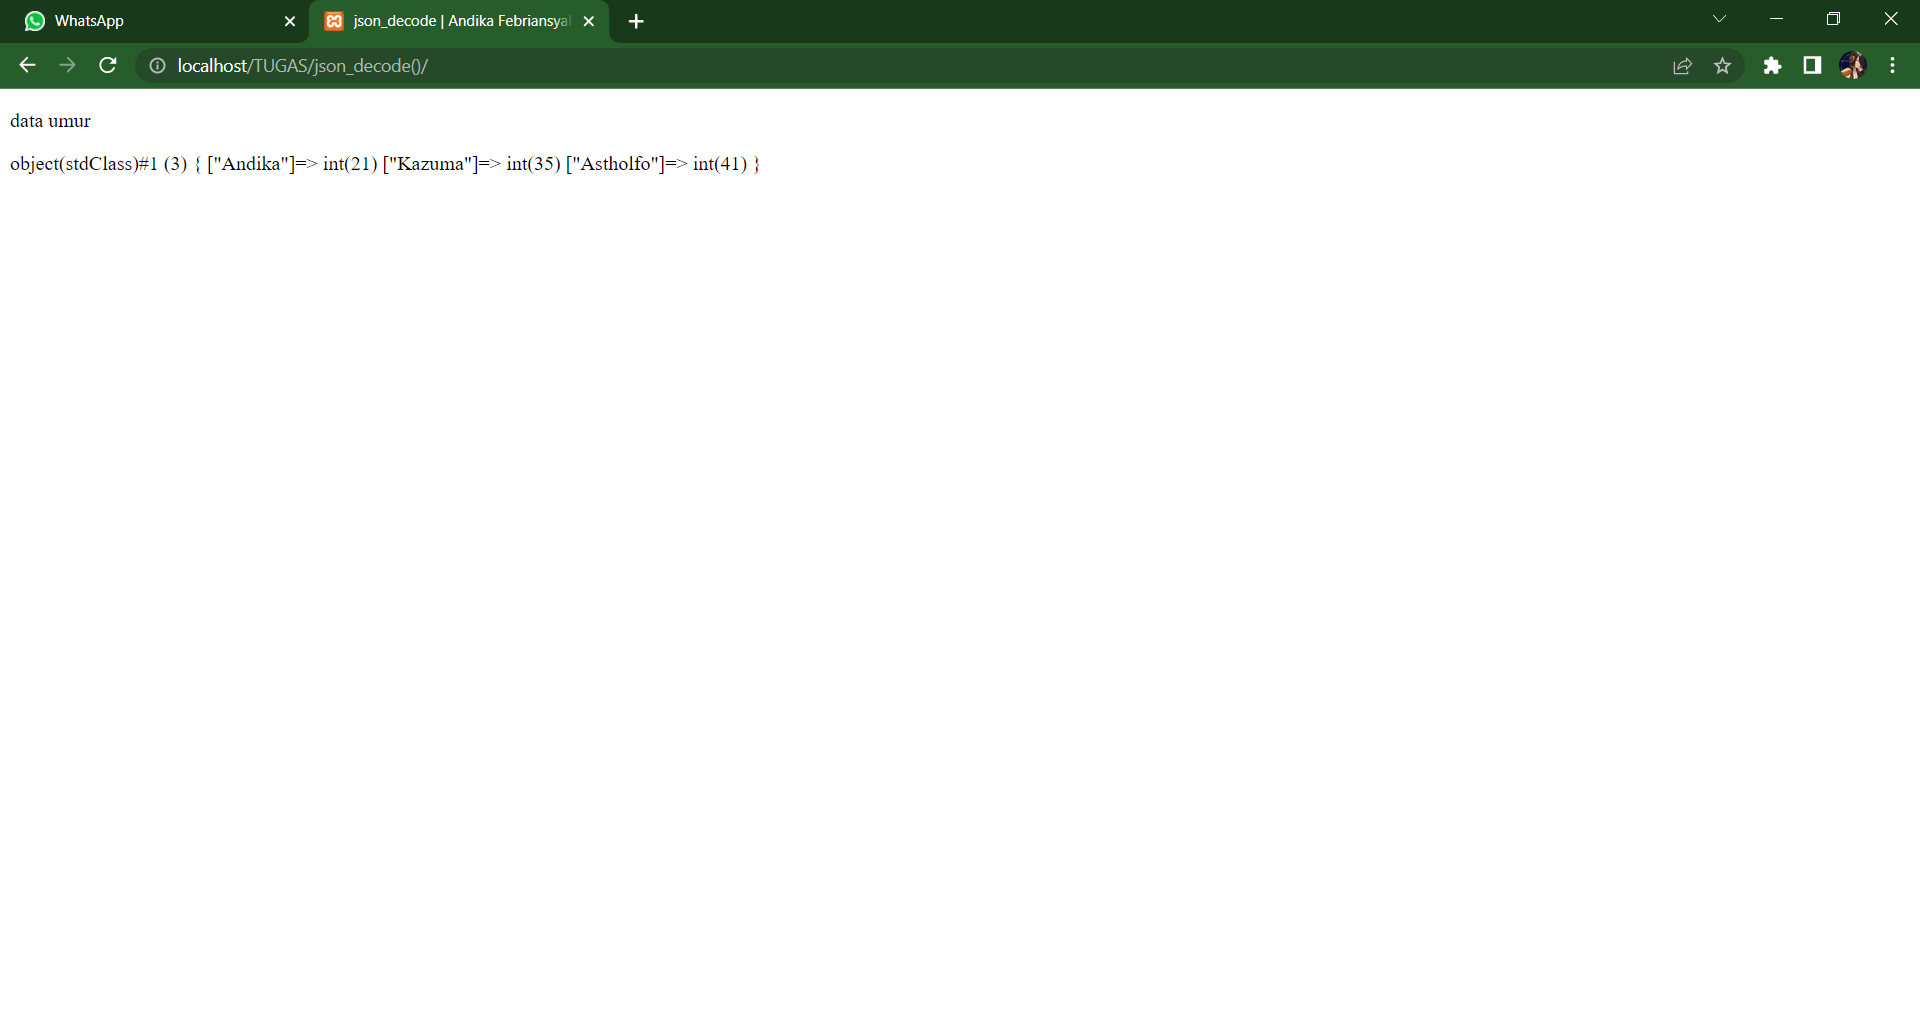 WhatsApp
json_decode | Andika Febriansyah
localhost/TUGAS/json_decode()/
data umur
object(stdClass)#1 (3) { ["Andika"]=> int(21) ["Kazuma"]=> int(35) ["Astholfo"]=> int(41) }